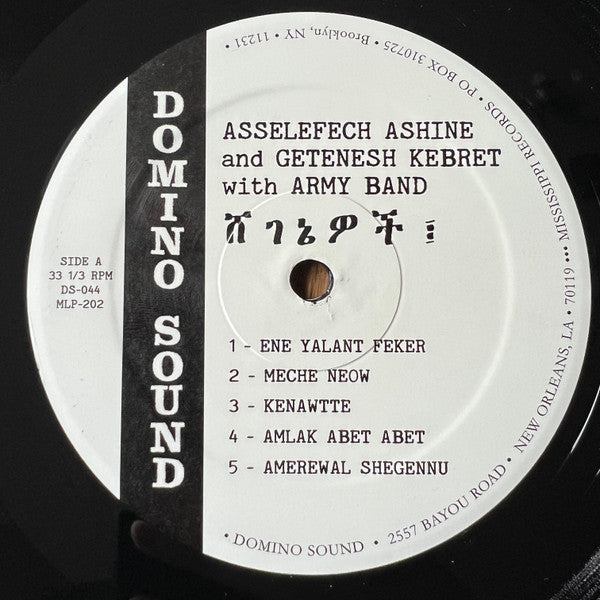 DOMINO SOUND
SIDE A
33 1/3 RPM
DS-044
MLP-202
ASSELEFECH ASHINE
and GETENESH KEBRET
with ARMY BAND
ሸገኔዎች ፤
1 - ENE YALANT FEKER
2 - MECHE NEOW
3 - KENAWTTE
4 - AMLAK ABET ABET
5 - AMEREWAL SHEGENNU
• DOMINO SOUND • 2557 BAYOU ROAD • NEW ORLEANS, LA • 70119 ••• MISSISSIPPI RECORDS • PO BOX 310725 • Brooklyn, NY • 11231 •